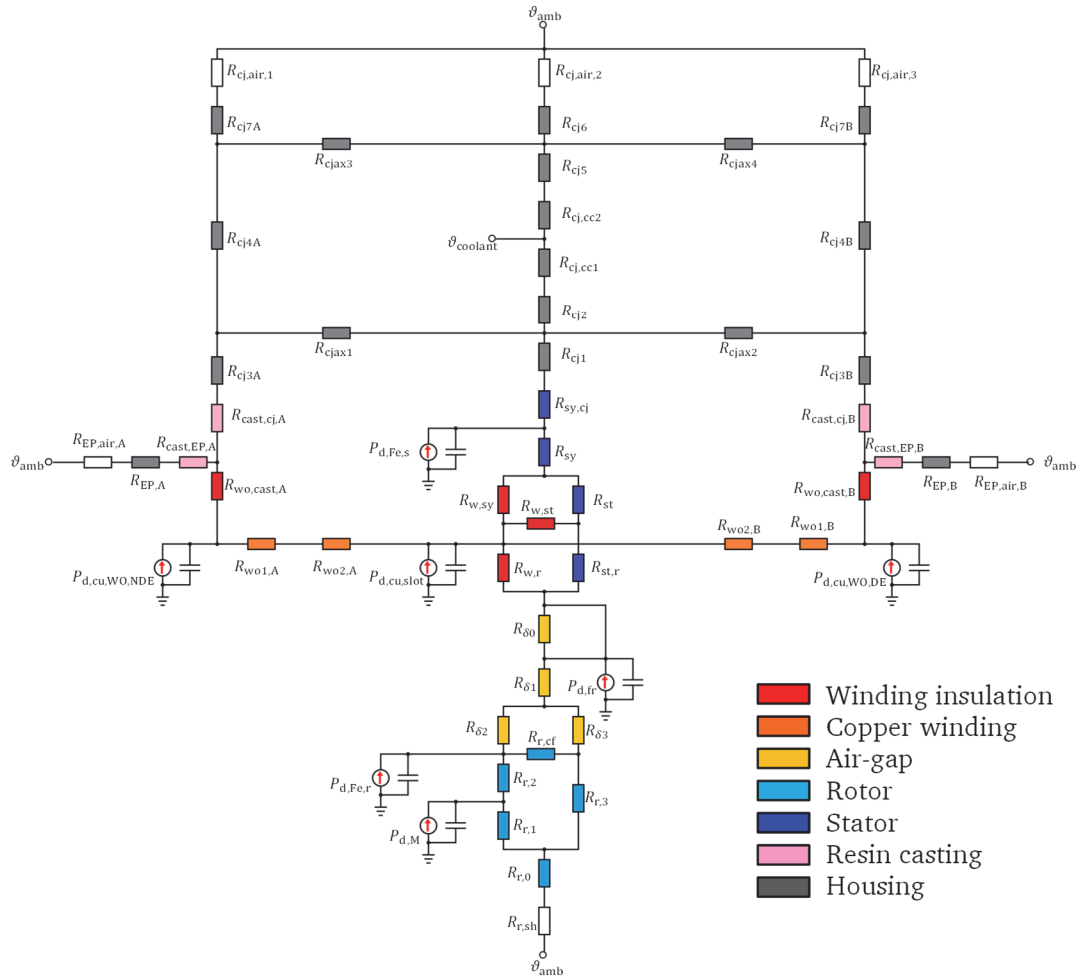 ϑamb
Rcj,air,1
Rcj,air,2
Rcj,air,3
Rcj7A
Rcj6
Rcj7B
Rcjax3
Rcj5
Rcjax4
Rcj,cc2
Rcj4A
ϑcoolant
Rcj4B
Rcj,cc1
Rcj2
Rcjax1
Rcj1
Rcjax2
Rcj3A
Rcj3B
Rcast,cj,A
Rsy,cj
Rcast,cj,B
REP,air,A
Rcast,EP,A
Pd,Fe,s
Rsy
Rcast,EP,B
ϑamb
REP,A
Rwo,cast,A
Rwo,cast,B
REP,B
REP,air,B
ϑamb
Rw,sy
Rw,st
Rst
Rwo2,B
Rwo1,B
Pd,cu,WO,NDE
Rwo1,A
Rwo2,A
Pd,cu,slot
Rw,r
Rst,r
Pd,cu,WO,DE
Rδ0
Rδ1
Pd,fr
Rδ2
Rδ3
Rr,cf
Pd,Fe,r
Rr,2
Rr,3
Pd,M
Rr,1
Rr,0
Rr,sh
ϑamb
Winding insulation
Copper winding
Air-gap
Rotor
Stator
Resin casting
Housing